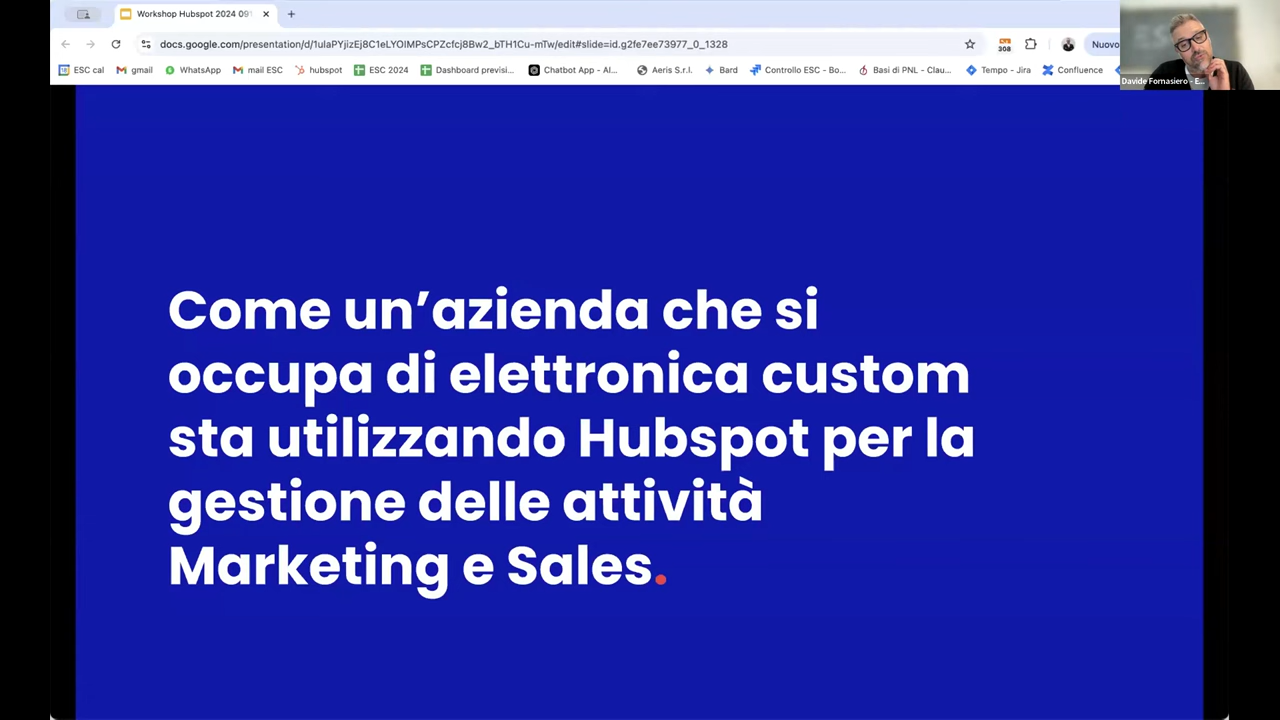 Workshop Hubspot 2024 091
docs.google.com/presentation/d/1ulaPYjizEj8C1eLYOlMPsCPZcfcj8Bw2_bTH1Cu-mTw/edit#slide=id.g2fe7ee73977_0_1328
308
Nuovo
ESC cal
gmail
WhatsApp
mail ESC
hubspot
ESC 2024
Dashboard previsi...
Chatbot App - AI...
Aeris S.r.l.
Bard
Controllo ESC - Bo...
Basi di PNL - Clau...
Tempo - Jira
Confluence
Davide Fornasiero - E...
Come un’azienda che si
occupa di elettronica custom
sta utilizzando Hubspot per la
gestione delle attività
Marketing e Sales.